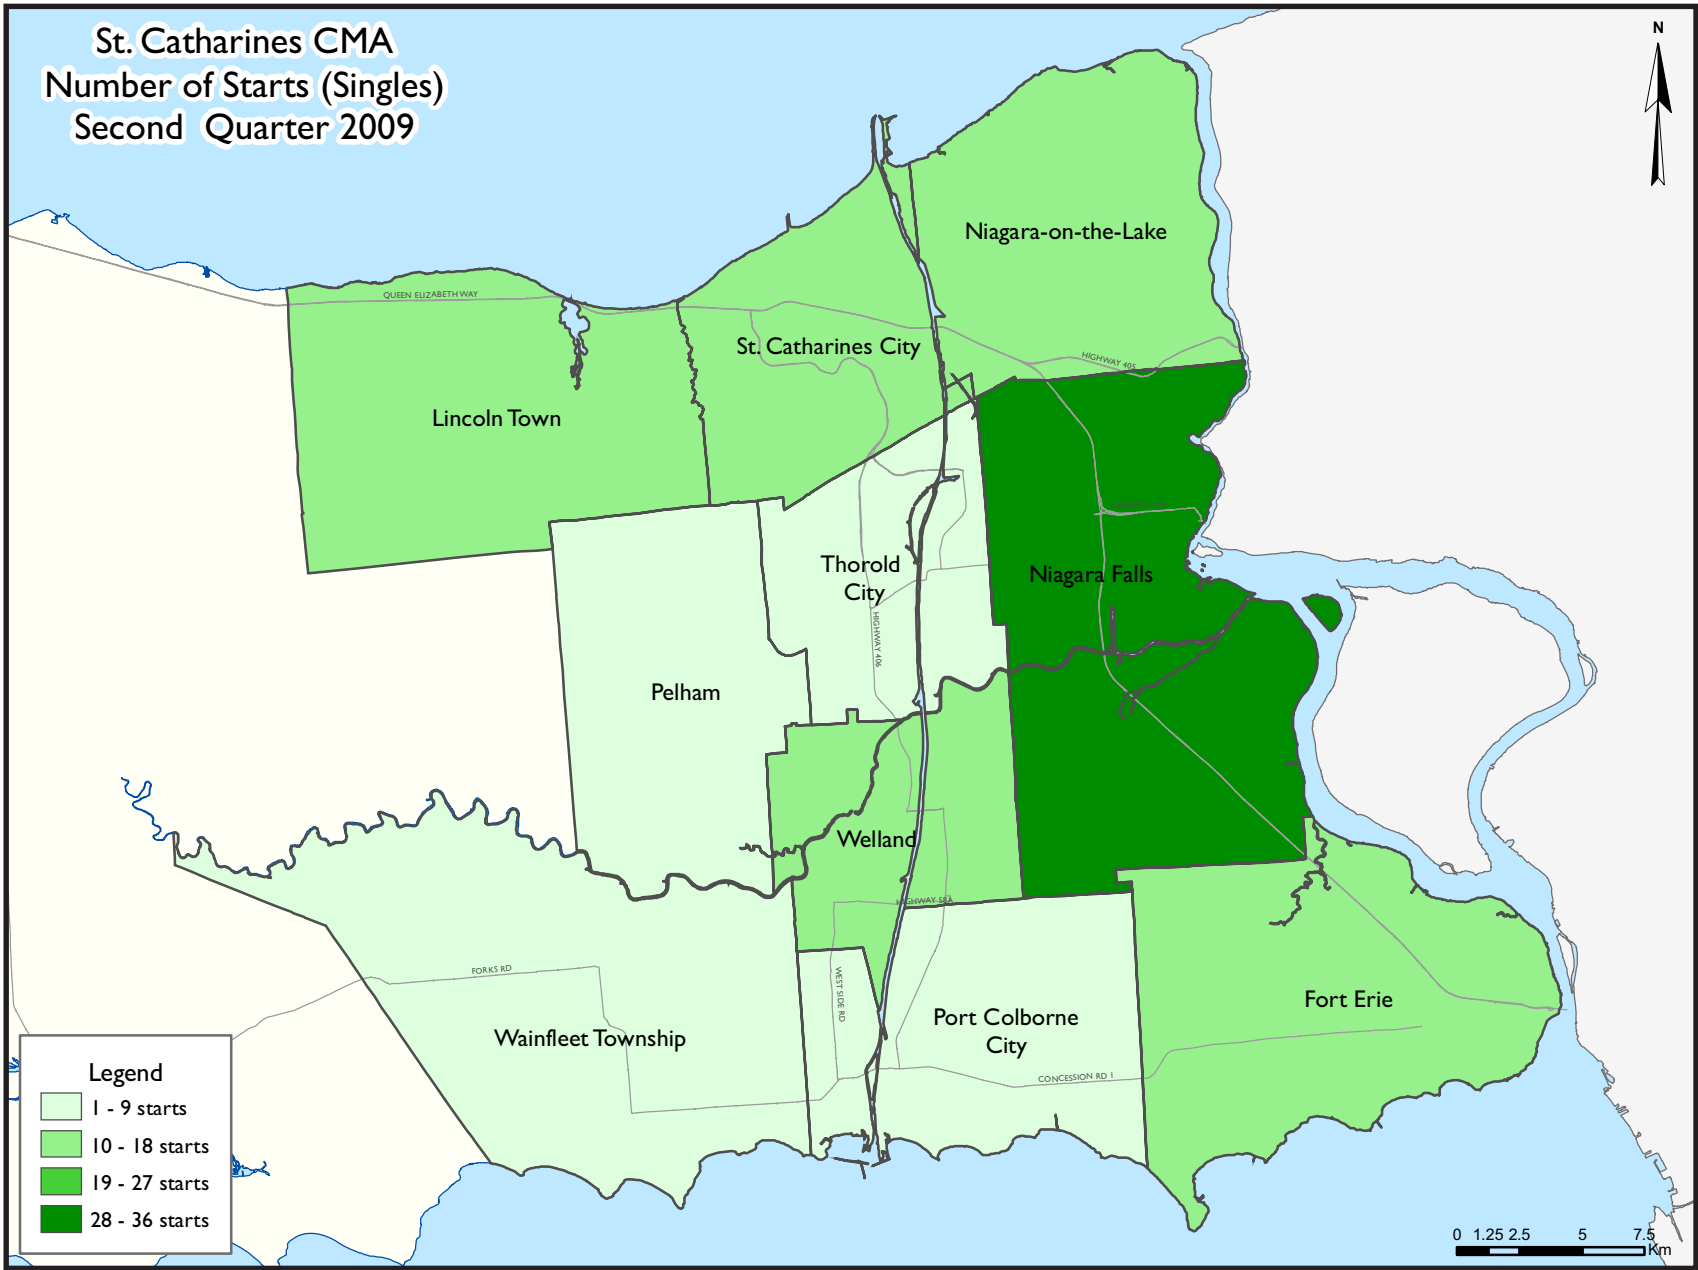 St. Catharines CMA
Number of Starts (Singles)
Second Quarter 2009
N
Niagara-on-the-Lake
QUEEN ELIZABETH WAY
St. Catharines City
HIGHWAY 405
Lincoln Town
Thorold
City
Niagara Falls
HIGHWAY 406
Pelham
Welland
HIGHWAY 58A
FORKS RD
WEST SIDE RD
Fort Erie
Port Colborne
City
Wainfleet Township
CONCESSION RD 1
Legend
1 - 9 starts
10 - 18 starts
19 - 27 starts
28 - 36 starts
0 1.25 2.5 5 7.5
Km